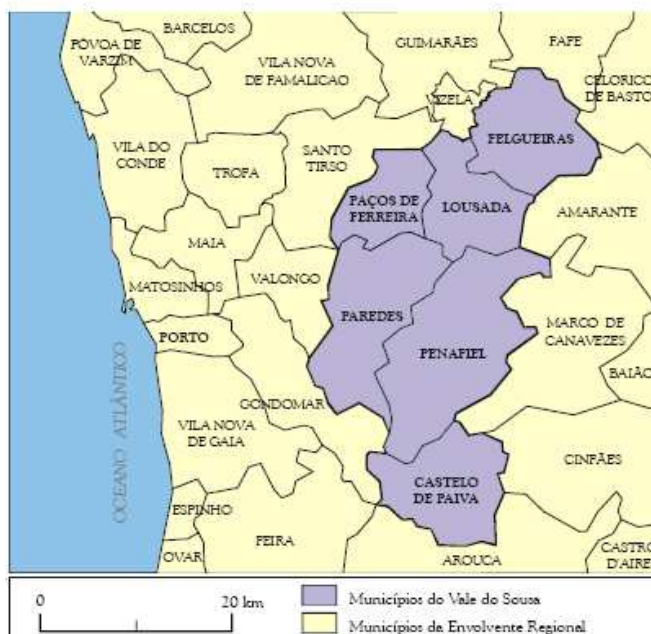 BARCELOS
PÓVOA DE
VARZIM
VILA NOVA
DE FAMALICAO
GUIMARÃES
FAFE
VIZELA
CELORICO
DE BASTO
VILA DO
CONDE
TROFA
SANTO
TIRSO
FELGUEIRAS
PAÇOS DE
FERREIRA
LOUSADA
AMARANTE
MAIA
MATOSINHOS
VALONGO
PORTO
PAREDES
PENAFIEL
MARCO DE
CANAVEZES
BAIÃO
OCEANO ATLÂNTICO
GONDOMAR
VILA NOVA
DE GAIA
CASTELO
DE PAIVA
CINFÃES
ESPINHO
OVAR
FEIRA
AROUCA
CASTRO
D'AIRE
0 20 km
Municípios do Vale do Sousa
Municípios da Envolvente Regional